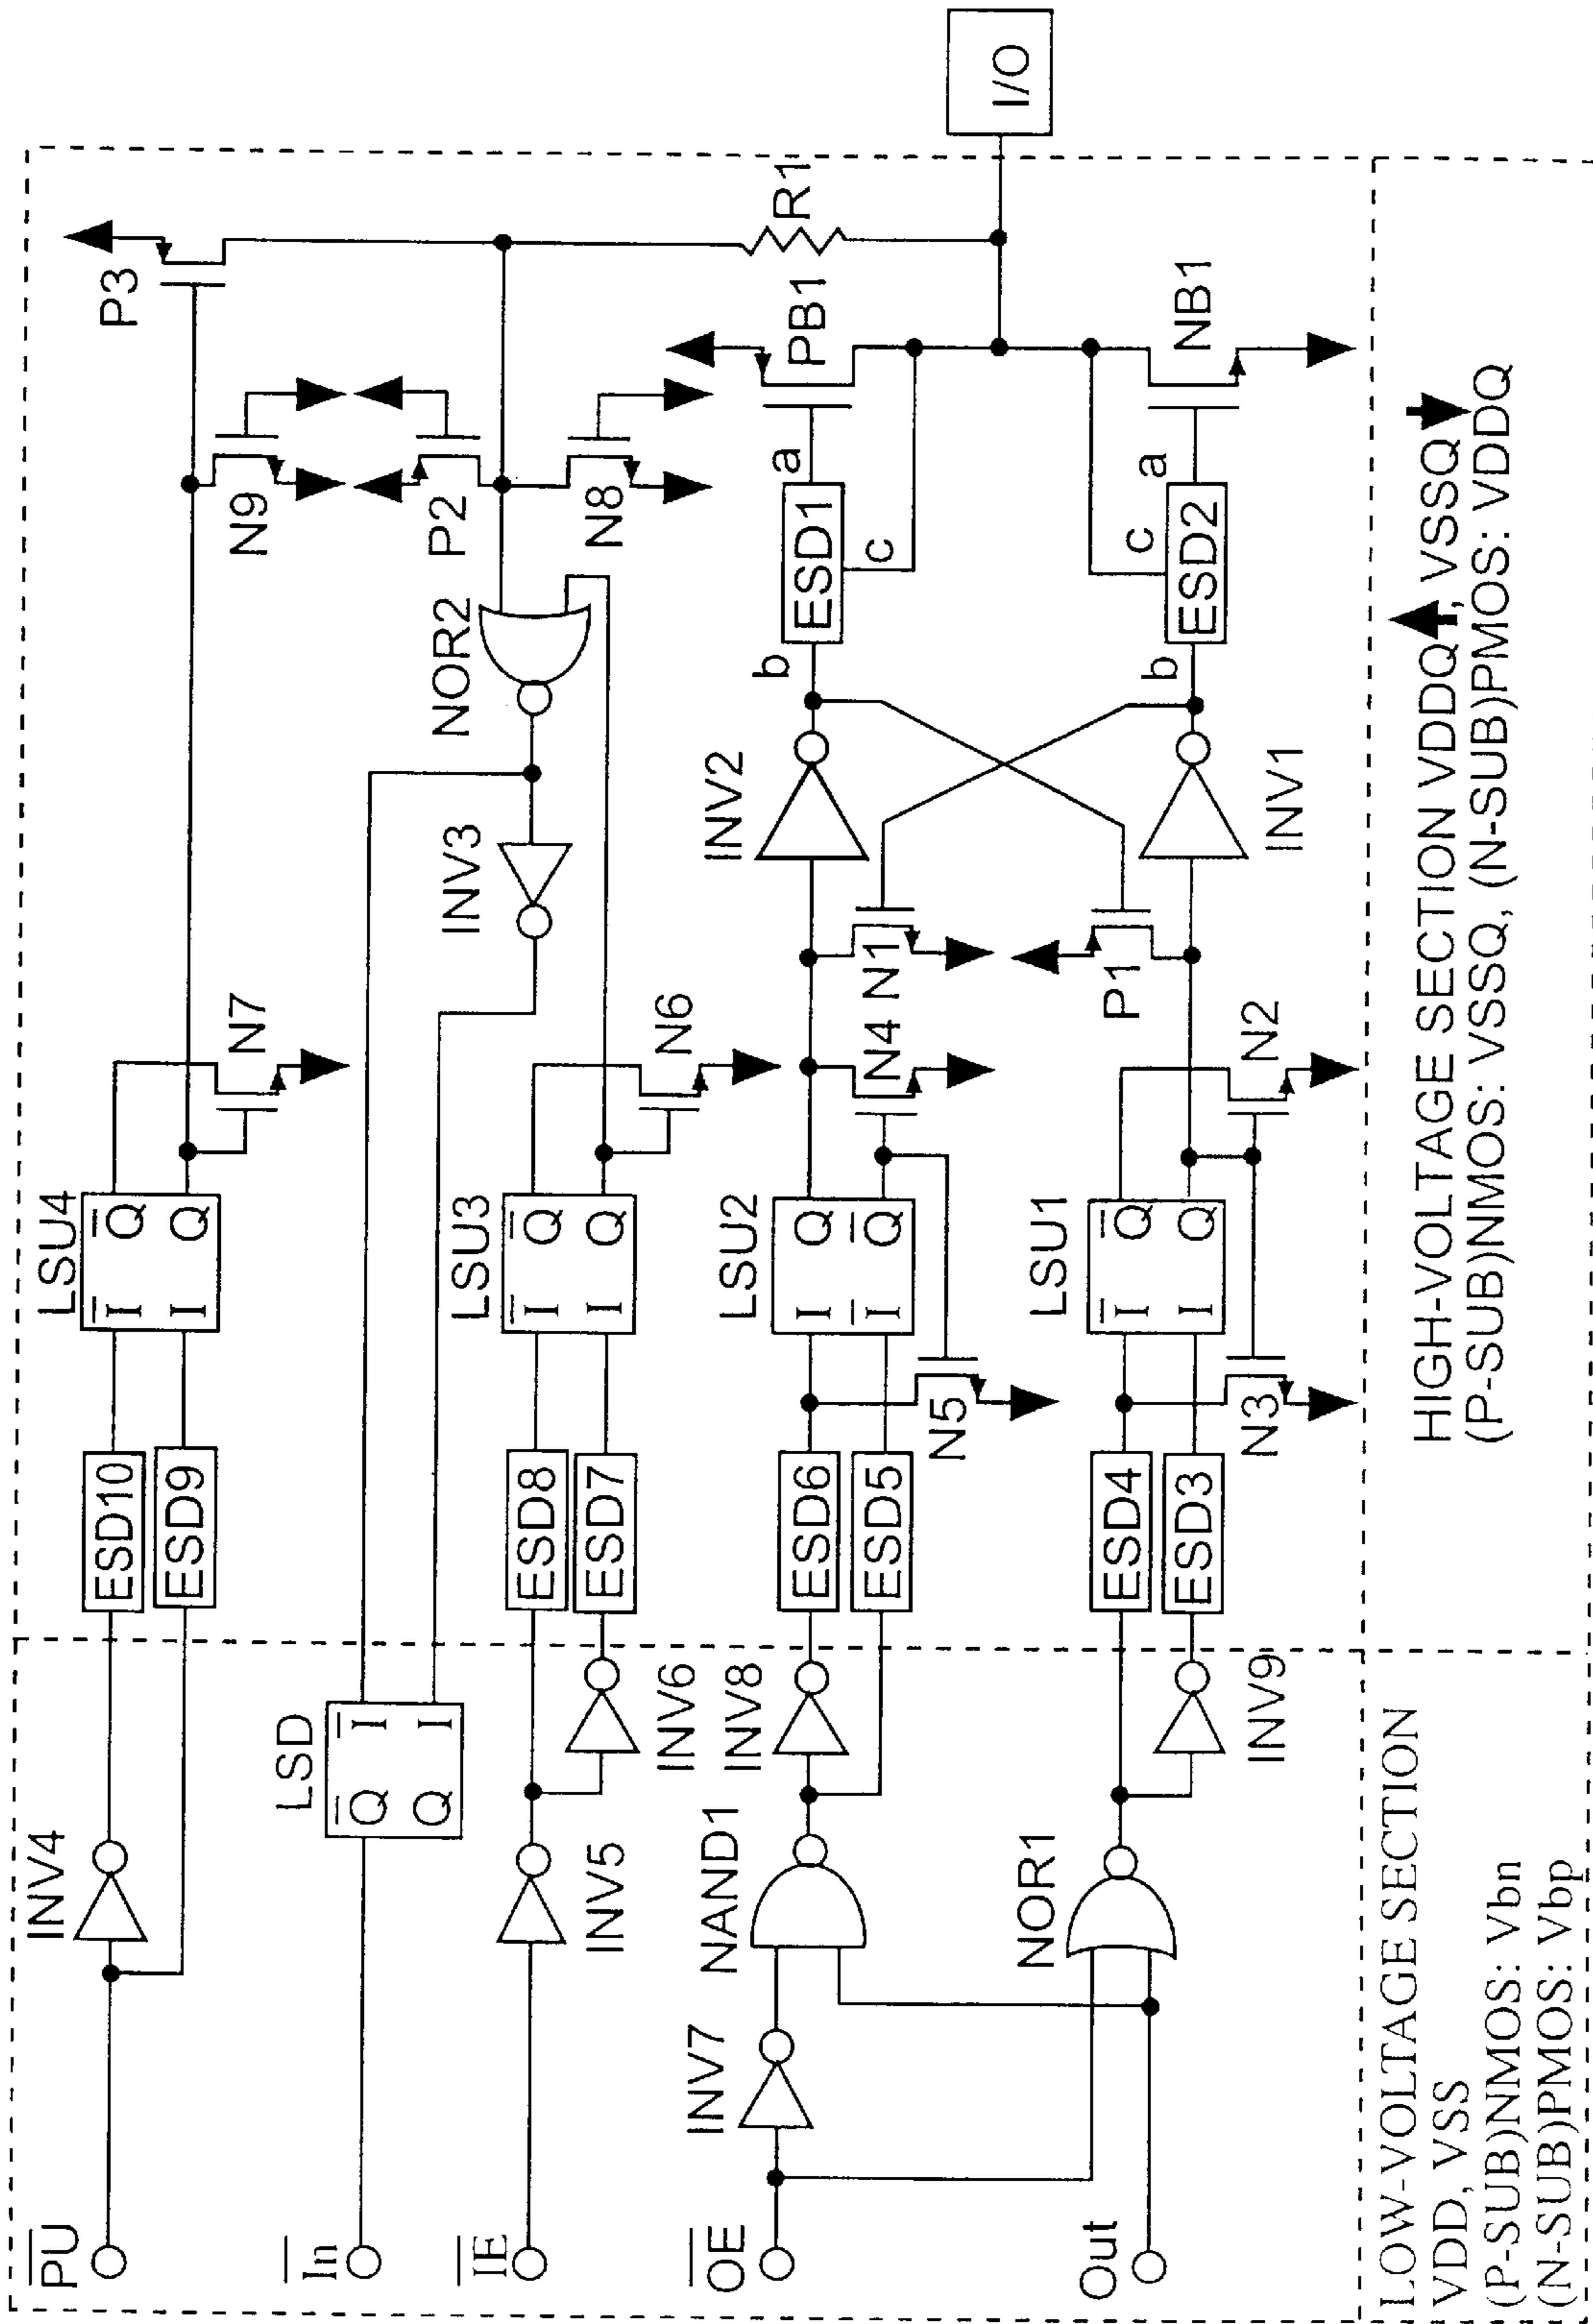 I/O
P3
R1
PB1
NB1
N9
P2
N8
a
a
ESD1
c
c
ESD2
NOR2
b
b
INV2
INV1
INV3
N1
P1
N7
N6
N4
N2
LSU4
Q
Q
I
I
LSU3
Q
Q
I
I
LSU2
Q
Q
I
I
LSU1
Q
Q
I
I
N5
N3
ESD10
ESD9
ESD8
ESD7
ESD6
ESD5
ESD4
ESD3
LSD
I
I
Q
Q
INV6
INV8
INV9
INV4
INV5
NAND1
NOR1
INV7
PU
In
IE
OE
Out
HIGH-VOLTAGE SECTION VDDQ, VSSQ
(P-SUB)NMOS: VSSQ, (N-SUB)PMOS: VDDQ
LOW-VOLTAGE SECTION
VDD, VSS
(P-SUB)NMOS: Vbn
(N-SUB)PMOS: Vbp